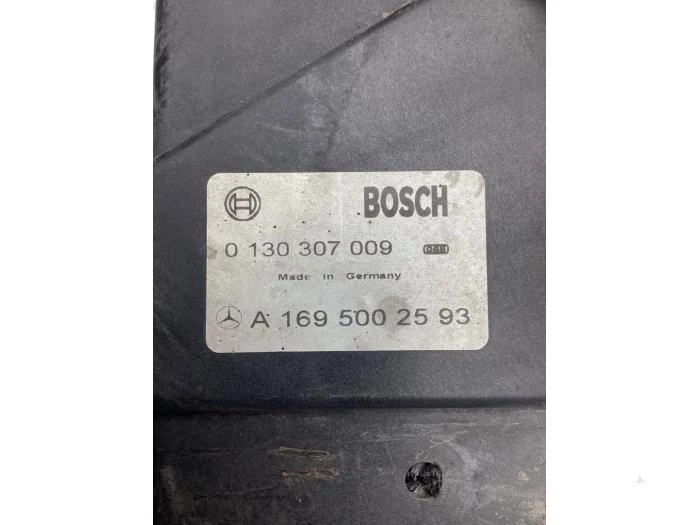 BOSCH
0 130 307 009
Made in Germany
A 169 500 25 93